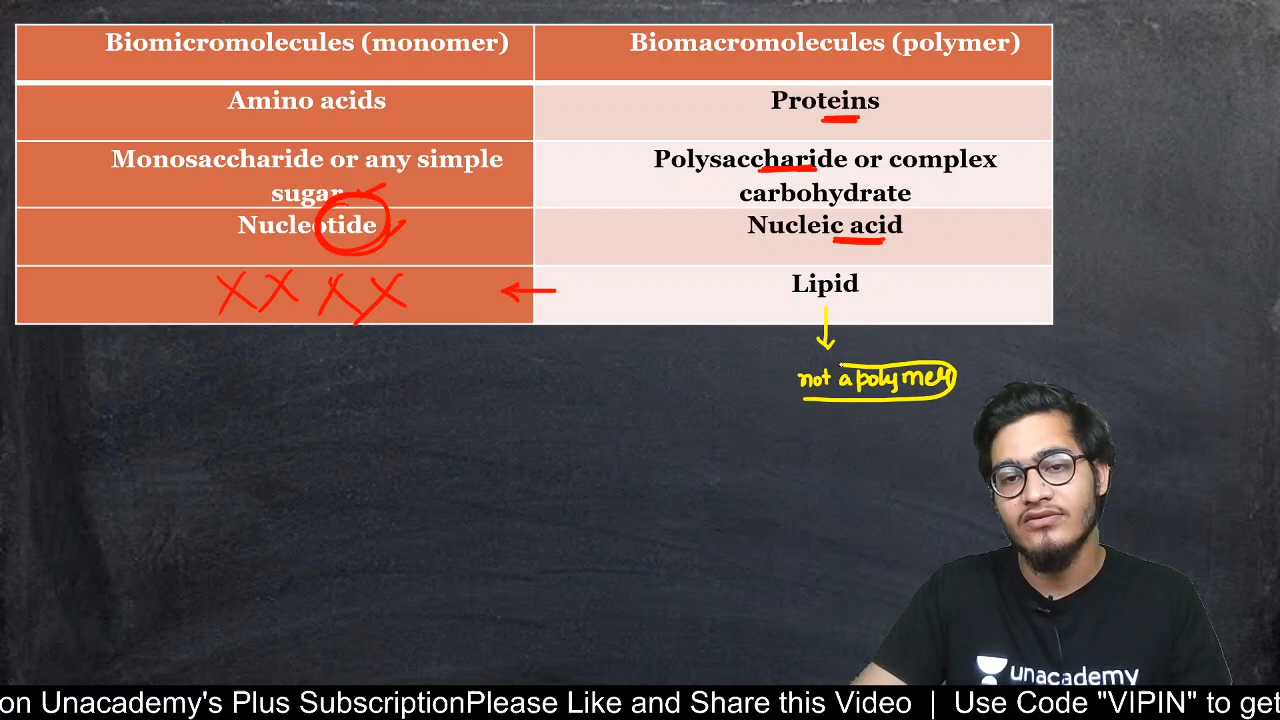 Biomicromolecules (monomer)
Biomacromolecules (polymer)
Amino acids
Proteins
Monosaccharide or any simple
sugar
Polysaccharide or complex
carbohydrate
Nucleotide
Nucleic acid
X X X X
Lipid
not a polymer
unacademy
on Unacademy's Plus SubscriptionPlease Like and Share this Video | Use Code "VIPIN" to get